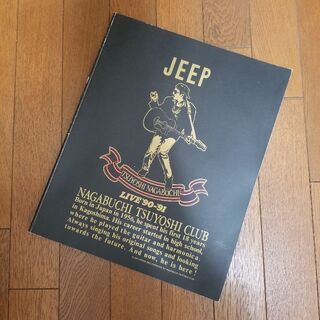 JEEP
TSUYOSHI NAGABUCHI
LIVE'90-'91
NAGABUCHI TSUYOSHI CLUB
Born in Japan in 1956, he spent his first 18 years
in Kagoshima. His career started in high school,
where he played the guitar and harmonica.
Always singing his original songs and looking
towards the future. And now, he is here!